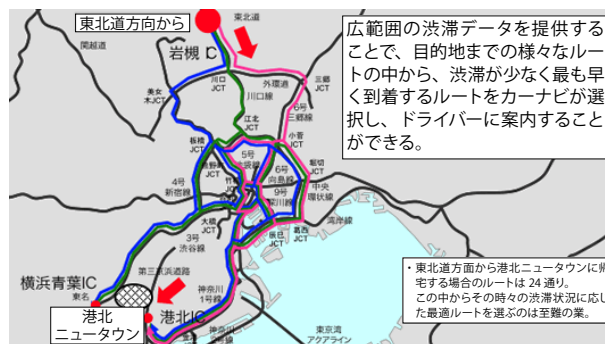 東北道方向から
東北道
関越道
岩槻IC
広範囲の渋滞データを提供する
ことで、目的地までの様々なルー
トの中から、渋滞が少なく最も早
く到着するルートをカーナビが選
択し、ドライバーに案内すること
ができる。
川口
JCT
外環道
三郷
JCT
美女
木JCT
川口線
6号
三郷線
江北
JCT
小菅
JCT
板橋
JCT
5号
池袋線
堀切
JCT
6号
向島線
中央
環状線
4号
新宿線
9号
深川線
大橋
JCT
3号
渋谷線
辰巳
JCT
葛西
JCT
湾岸線
第三京浜道路
横浜青葉IC
東名
神奈川
1号線
港北
ニュータウン
港北IC
神奈川
東京湾
アクアライン
・東北道方面から港北ニュータウンに帰
宅する場合のルートは 24 通り。
この中からその時々の渋滞状況に応じ
た最適ルートを選ぶのは至難の業。